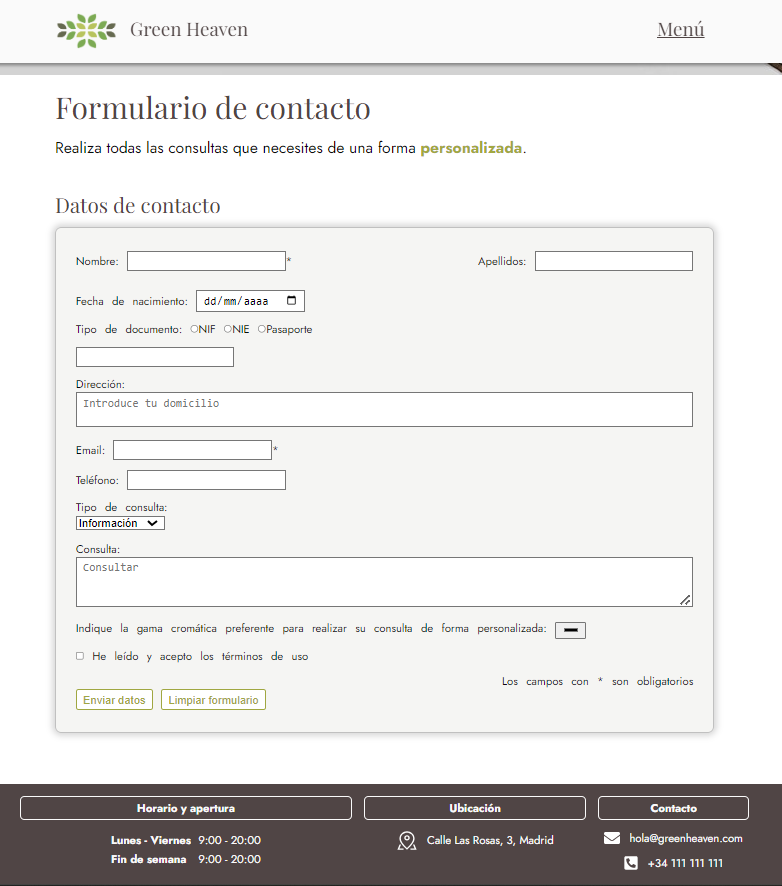 Green Heaven Menú
Formulario de contacto
Realiza todas las consultas que necesites de una forma personalizada.
Datos de contacto
Nombre: * Apellidos:
Fecha de nacimiento: dd/mm/aaaa
Tipo de documento: NIF NIE Pasaporte
Dirección:
Introduce tu domicilio
Email: *
Teléfono:
Tipo de consulta:
Información
Consulta:
Consultar
Indique la gama cromática preferente para realizar su consulta de forma personalizada:
He leído y acepto los términos de uso
Los campos con * son obligatorios
Enviar datos Limpiar formulario
Horario y apertura Ubicación Contacto
Lunes - Viernes 9:00 - 20:00 Calle Las Rosas, 3, Madrid hola@greenheaven.com
Fin de semana 9:00 - 20:00 +34 111 111 111